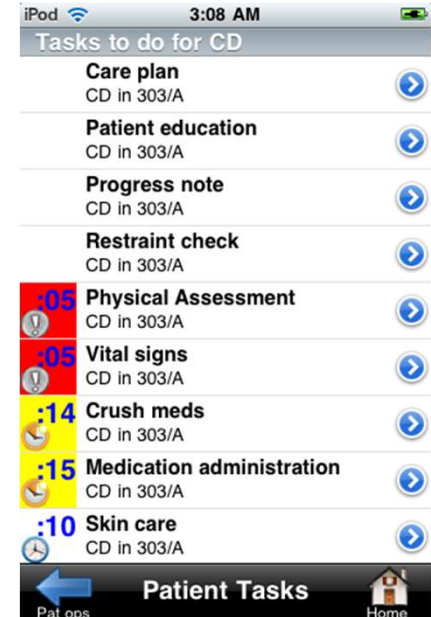 iPod 3:08 AM
Tasks to do for CD
Care plan
CD in 303/A
Patient education
CD in 303/A
Progress note
CD in 303/A
Restraint check
CD in 303/A
:05 Physical Assessment
CD in 303/A
:05 Vital signs
CD in 303/A
:14 Crush meds
CD in 303/A
:15 Medication administration
CD in 303/A
:10 Skin care
CD in 303/A
Patient Tasks
Pat ops Home